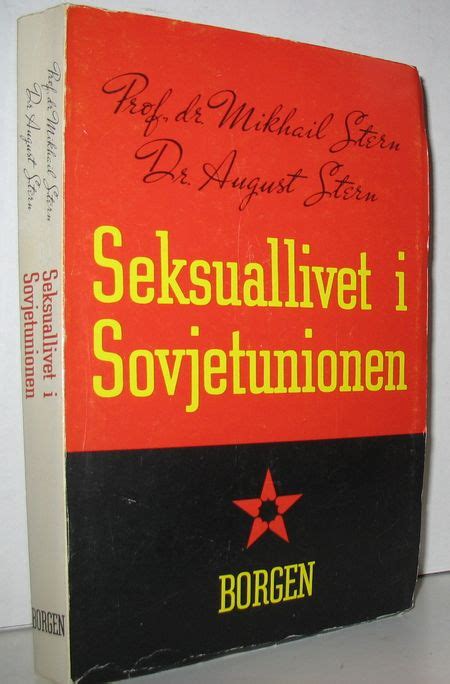 Prof. dr. Mikhail Stern
Dr. August Stern
Seksuallivet i
Sovjetunionen
BORGEN
Prof. dr. Mikhail Stern
Dr. August Stern
Seksuallivet i
Sovjetunionen
BORGEN